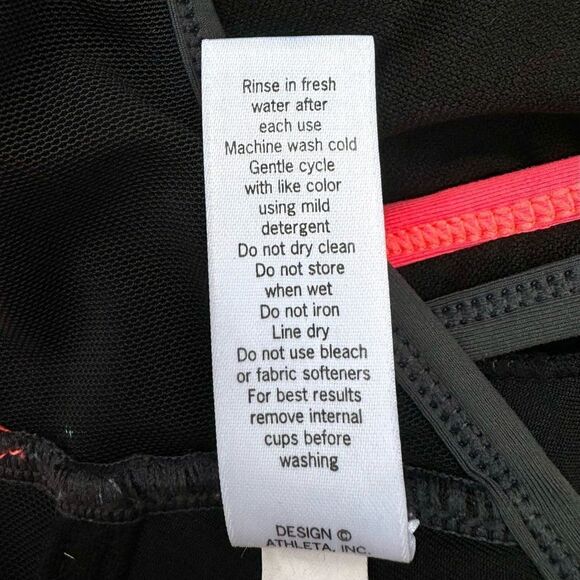 Rinse in fresh
water after
each use
Machine wash cold
Gentle cycle
with like color
using mild
detergent
Do not dry clean
Do not store
when wet
Do not iron
Line dry
Do not use bleach
or fabric softeners
For best results
remove internal
cups before
washing
DESIGN ©
ATHLETA, INC.